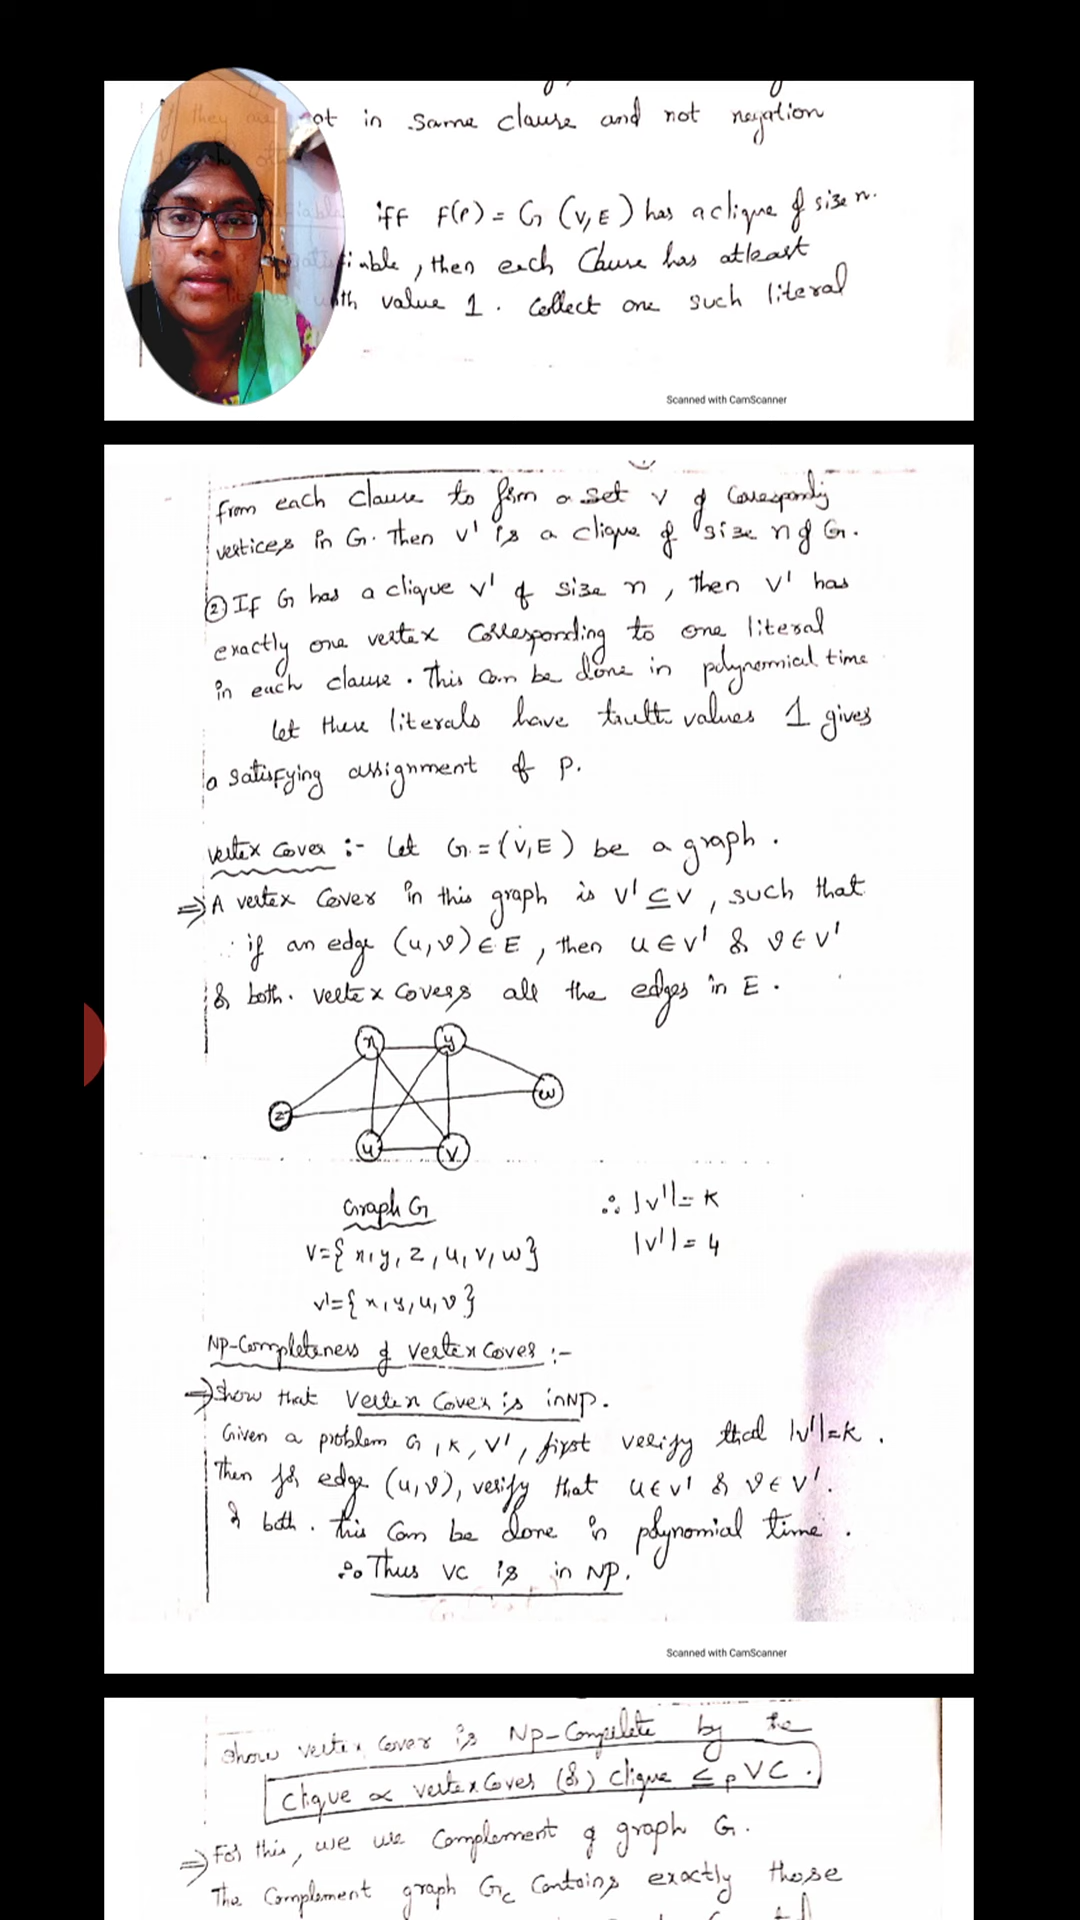 they are not in same clause and not negation
iff F(P) = G (V,E) has a clique of size n.
then each Clause has atleast
with value 1. Collect one such literal
Scanned with CamScanner
from each clause to form a set V of Correspondig
vertices in G. Then V' is a clique of size n of G.
② If G has a clique V' of size n, then V' has
exactly one vertex Corresponding to one literal
in each clause. This can be done in polynomial time
let these literals have truth values 1 gives
a satisfying assignment of P.
Vertex Cover :- Let G = (V,E) be a graph.
⇒ A vertex Cover in this graph is V' ⊆ V, such that
if an edge (u,v) ∈ E, then u ∈ V' or v ∈ V'
or both. Vertex Covers all the edges in E.
x y
z w
u v
Graph G ∴ |V'| = K
V = { x, y, z, u, v, w } |V'| = 4
V' = { x, y, u, v }
NP-Completeness of Vertex Cover :-
⇒ Show that Vertex Cover is in NP.
Given a problem G, K, V', first verify that |V'| = K.
Then for edge (u,v), verify that u ∈ V' or v ∈ V'.
or both. This can be done in polynomial time.
∴ Thus VC is in NP.
Scanned with CamScanner
Show vertex Cover is NP-Complete by the
Clique ∝ Vertex Cover (or) Clique ≤p VC.
⇒ For this, we use Complement of graph G.
The Complement graph Gc Contains exactly those